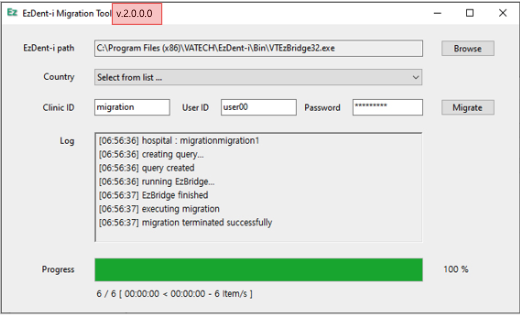 Ez EzDent-i Migration Tool v.2.0.0.0
EzDent-i path C:\Program Files (x86)\VATECH\EzDent-i\Bin\VTEzBridge32.exe Browse
Country Select from list ...
Clinic ID migration User ID user00 Password ********* Migrate
Log
[06:56:36] hospital : migrationmigration1
[06:56:36] creating query...
[06:56:36] query created
[06:56:36] running EzBridge...
[06:56:37] EzBridge finished
[06:56:37] executing migration
[06:56:37] migration terminated successfully
Progress 100 %
6 / 6 [ 00:00:00 < 00:00:00 - 6 item/s ]